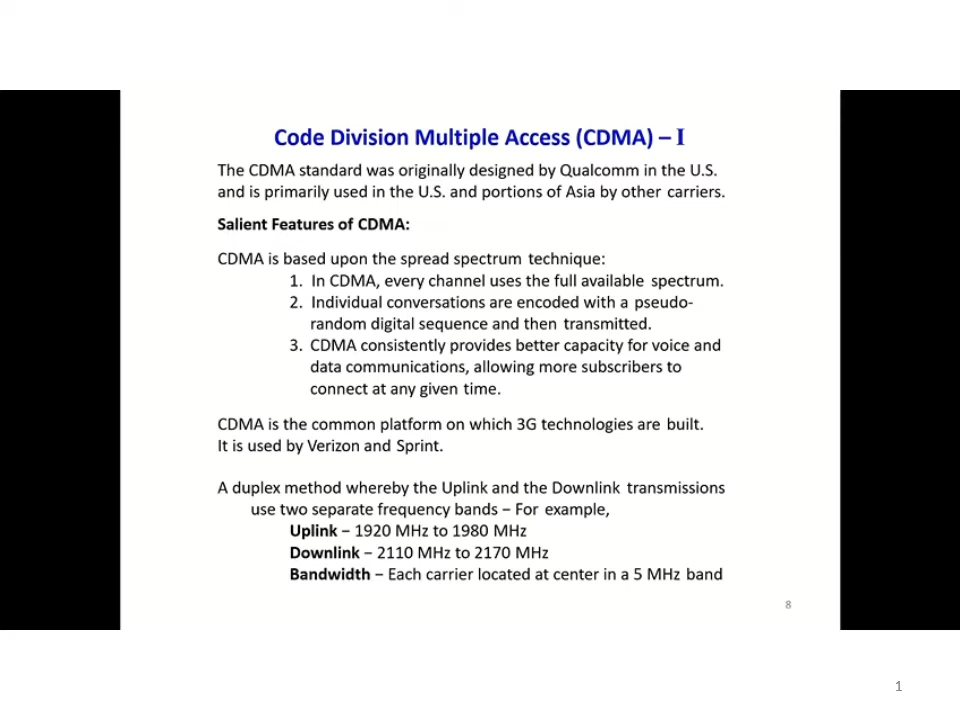 Code Division Multiple Access (CDMA) – I
The CDMA standard was originally designed by Qualcomm in the U.S.
and is primarily used in the U.S. and portions of Asia by other carriers.
Salient Features of CDMA:
CDMA is based upon the spread spectrum technique:
1. In CDMA, every channel uses the full available spectrum.
2. Individual conversations are encoded with a pseudo-
random digital sequence and then transmitted.
3. CDMA consistently provides better capacity for voice and
data communications, allowing more subscribers to
connect at any given time.
CDMA is the common platform on which 3G technologies are built.
It is used by Verizon and Sprint.
A duplex method whereby the Uplink and the Downlink transmissions
use two separate frequency bands − For example,
Uplink − 1920 MHz to 1980 MHz
Downlink − 2110 MHz to 2170 MHz
Bandwidth − Each carrier located at center in a 5 MHz band
8
1